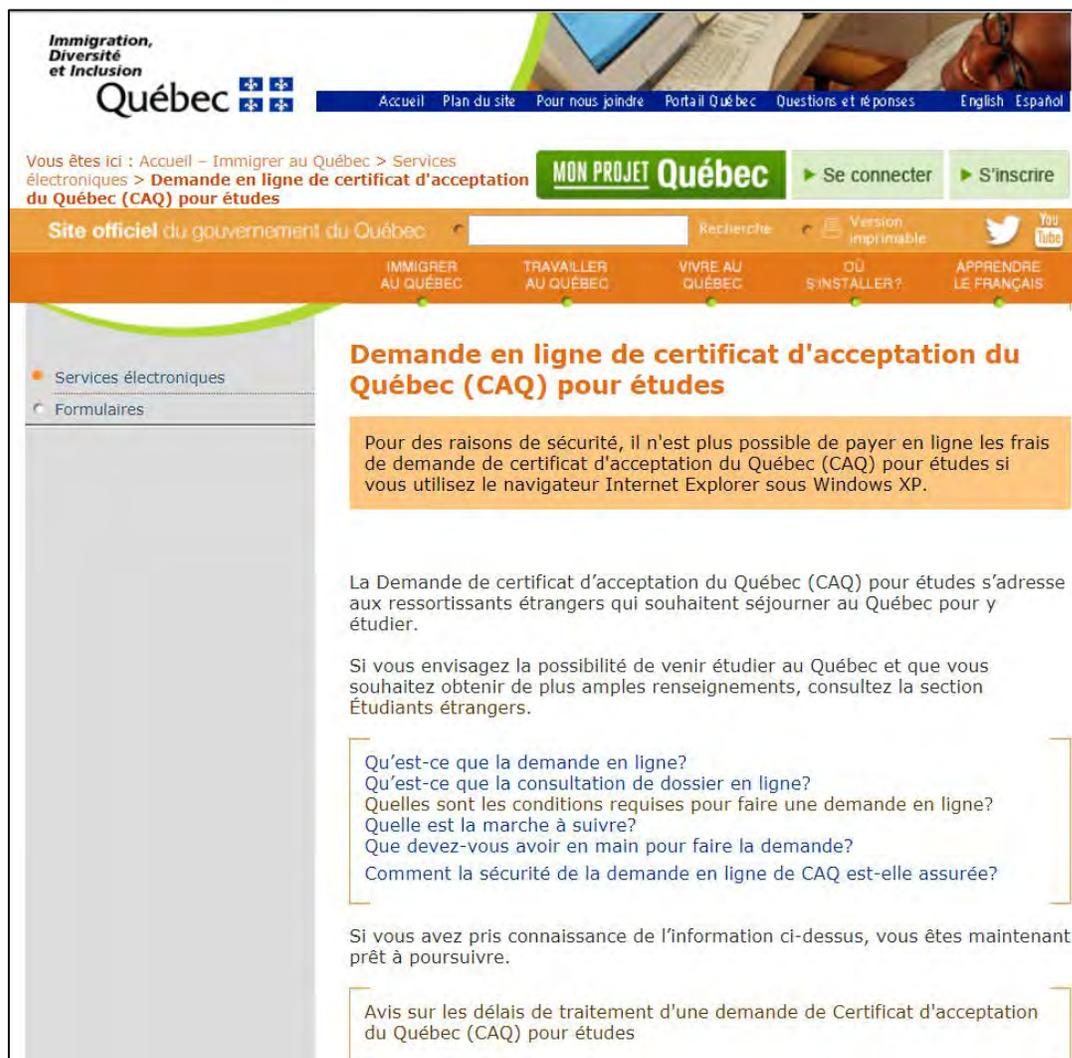 Immigration,
Diversité
et Inclusion
Québec
Accueil Plan du site Pour nous joindre Portail Québec Questions et réponses English Español
Vous êtes ici : Accueil – Immigrer au Québec > Services
électroniques > Demande en ligne de certificat d'acceptation
du Québec (CAQ) pour études
MON PROJET Québec
Se connecter
S'inscrire
Site officiel du gouvernement du Québec
Recherche
Version
imprimable
You
Tube
IMMIGRER
AU QUÉBEC
TRAVAILLER
AU QUÉBEC
VIVRE AU
QUÉBEC
OÙ
S'INSTALLER?
APPRENDRE
LE FRANÇAIS
Services électroniques
Formulaires
Demande en ligne de certificat d'acceptation du
Québec (CAQ) pour études
Pour des raisons de sécurité, il n'est plus possible de payer en ligne les frais
de demande de certificat d'acceptation du Québec (CAQ) pour études si
vous utilisez le navigateur Internet Explorer sous Windows XP.
La Demande de certificat d’acceptation du Québec (CAQ) pour études s’adresse
aux ressortissants étrangers qui souhaitent séjourner au Québec pour y
étudier.
Si vous envisagez la possibilité de venir étudier au Québec et que vous
souhaitez obtenir de plus amples renseignements, consultez la section
Étudiants étrangers.
Qu’est-ce que la demande en ligne?
Qu’est-ce que la consultation de dossier en ligne?
Quelles sont les conditions requises pour faire une demande en ligne?
Quelle est la marche à suivre?
Que devez-vous avoir en main pour faire la demande?
Comment la sécurité de la demande en ligne de CAQ est-elle assurée?
Si vous avez pris connaissance de l’information ci-dessus, vous êtes maintenant
prêt à poursuivre.
Avis sur les délais de traitement d'une demande de Certificat d'acceptation
du Québec (CAQ) pour études